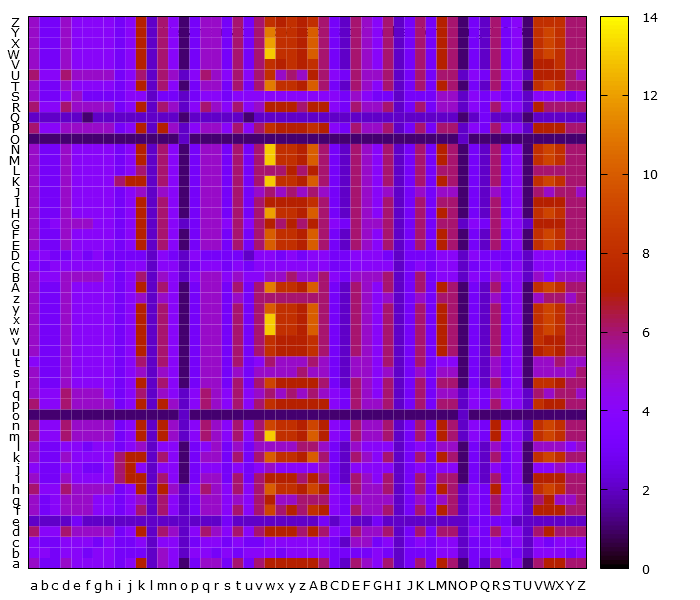 Z
Y
X
W
V
U
T
S
R
Q
P
O
N
M
L
K
J
I
H
G
F
E
D
C
B
A
z
y
x
w
v
u
t
s
r
q
p
o
n
m
l
k
j
i
h
g
f
e
d
c
b
a
a b c d e f g h i j k l m n o p q r s t u v w x y z A B C D E F G H I J K L M N O P Q R S T U V W X Y Z
14
12
10
8
6
4
2
0